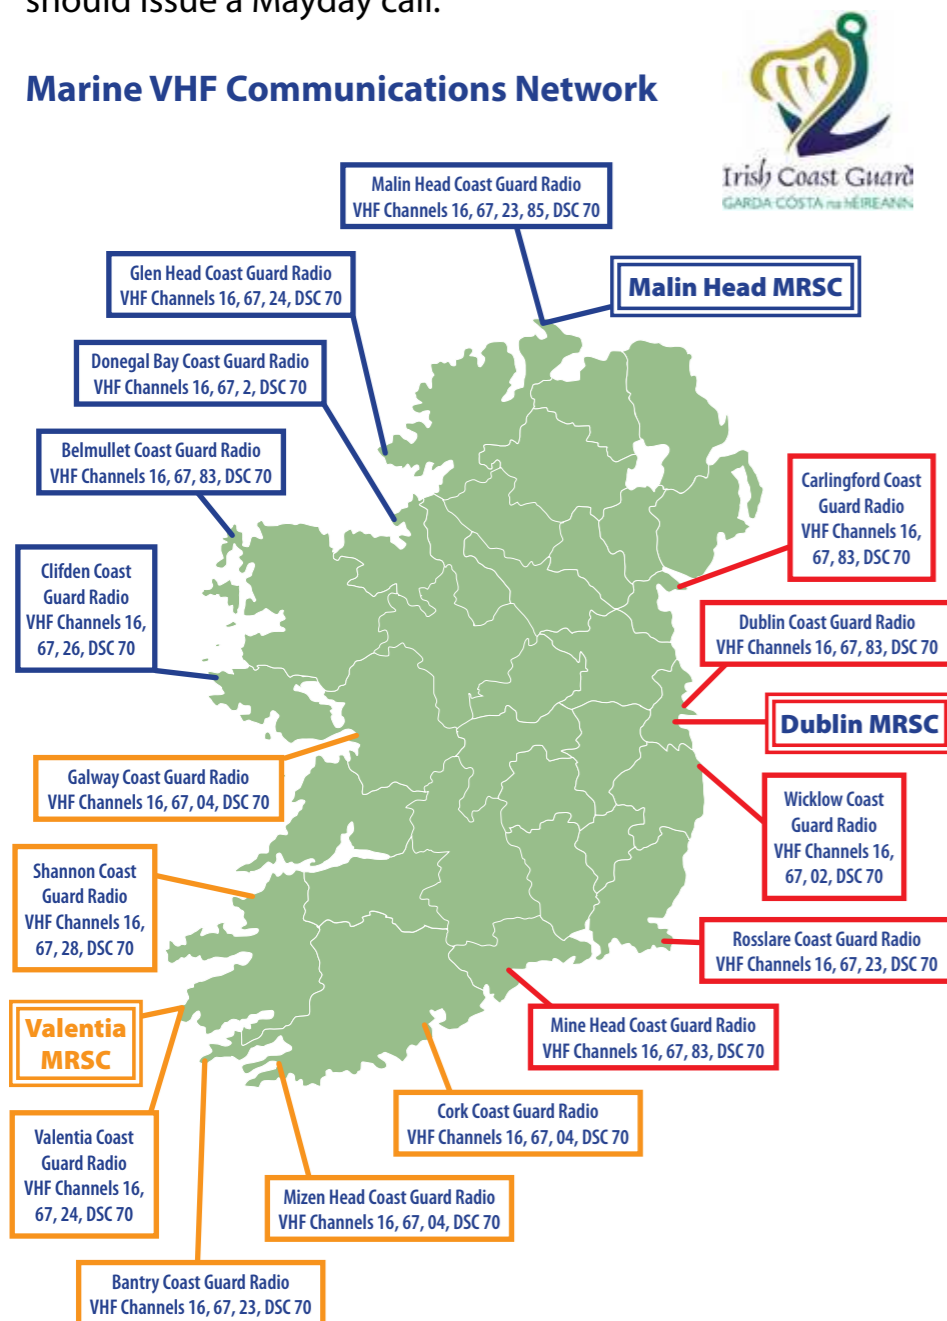 should issue a Mayday call.
Marine VHF Communications Network
Irish Coast Guard
GARDA CÓSTA na hÉIREANN
Malin Head Coast Guard Radio
VHF Channels 16, 67, 23, 85, DSC 70
Glen Head Coast Guard Radio
VHF Channels 16, 67, 24, DSC 70
Malin Head MRSC
Donegal Bay Coast Guard Radio
VHF Channels 16, 67, 2, DSC 70
Belmullet Coast Guard Radio
VHF Channels 16, 67, 83, DSC 70
Carlingford Coast
Guard Radio
VHF Channels 16,
67, 83, DSC 70
Clifden Coast
Guard Radio
VHF Channels 16,
67, 26, DSC 70
Dublin Coast Guard Radio
VHF Channels 16, 67, 83, DSC 70
Dublin MRSC
Galway Coast Guard Radio
VHF Channels 16, 67, 04, DSC 70
Wicklow Coast
Guard Radio
VHF Channels 16,
67, 02, DSC 70
Shannon Coast
Guard Radio
VHF Channels 16,
67, 28, DSC 70
Rosslare Coast Guard Radio
VHF Channels 16, 67, 23, DSC 70
Valentia
MRSC
Mine Head Coast Guard Radio
VHF Channels 16, 67, 83, DSC 70
Cork Coast Guard Radio
VHF Channels 16, 67, 04, DSC 70
Valentia Coast
Guard Radio
VHF Channels 16,
67, 24, DSC 70
Mizen Head Coast Guard Radio
VHF Channels 16, 67, 04, DSC 70
Bantry Coast Guard Radio
VHF Channels 16, 67, 23, DSC 70